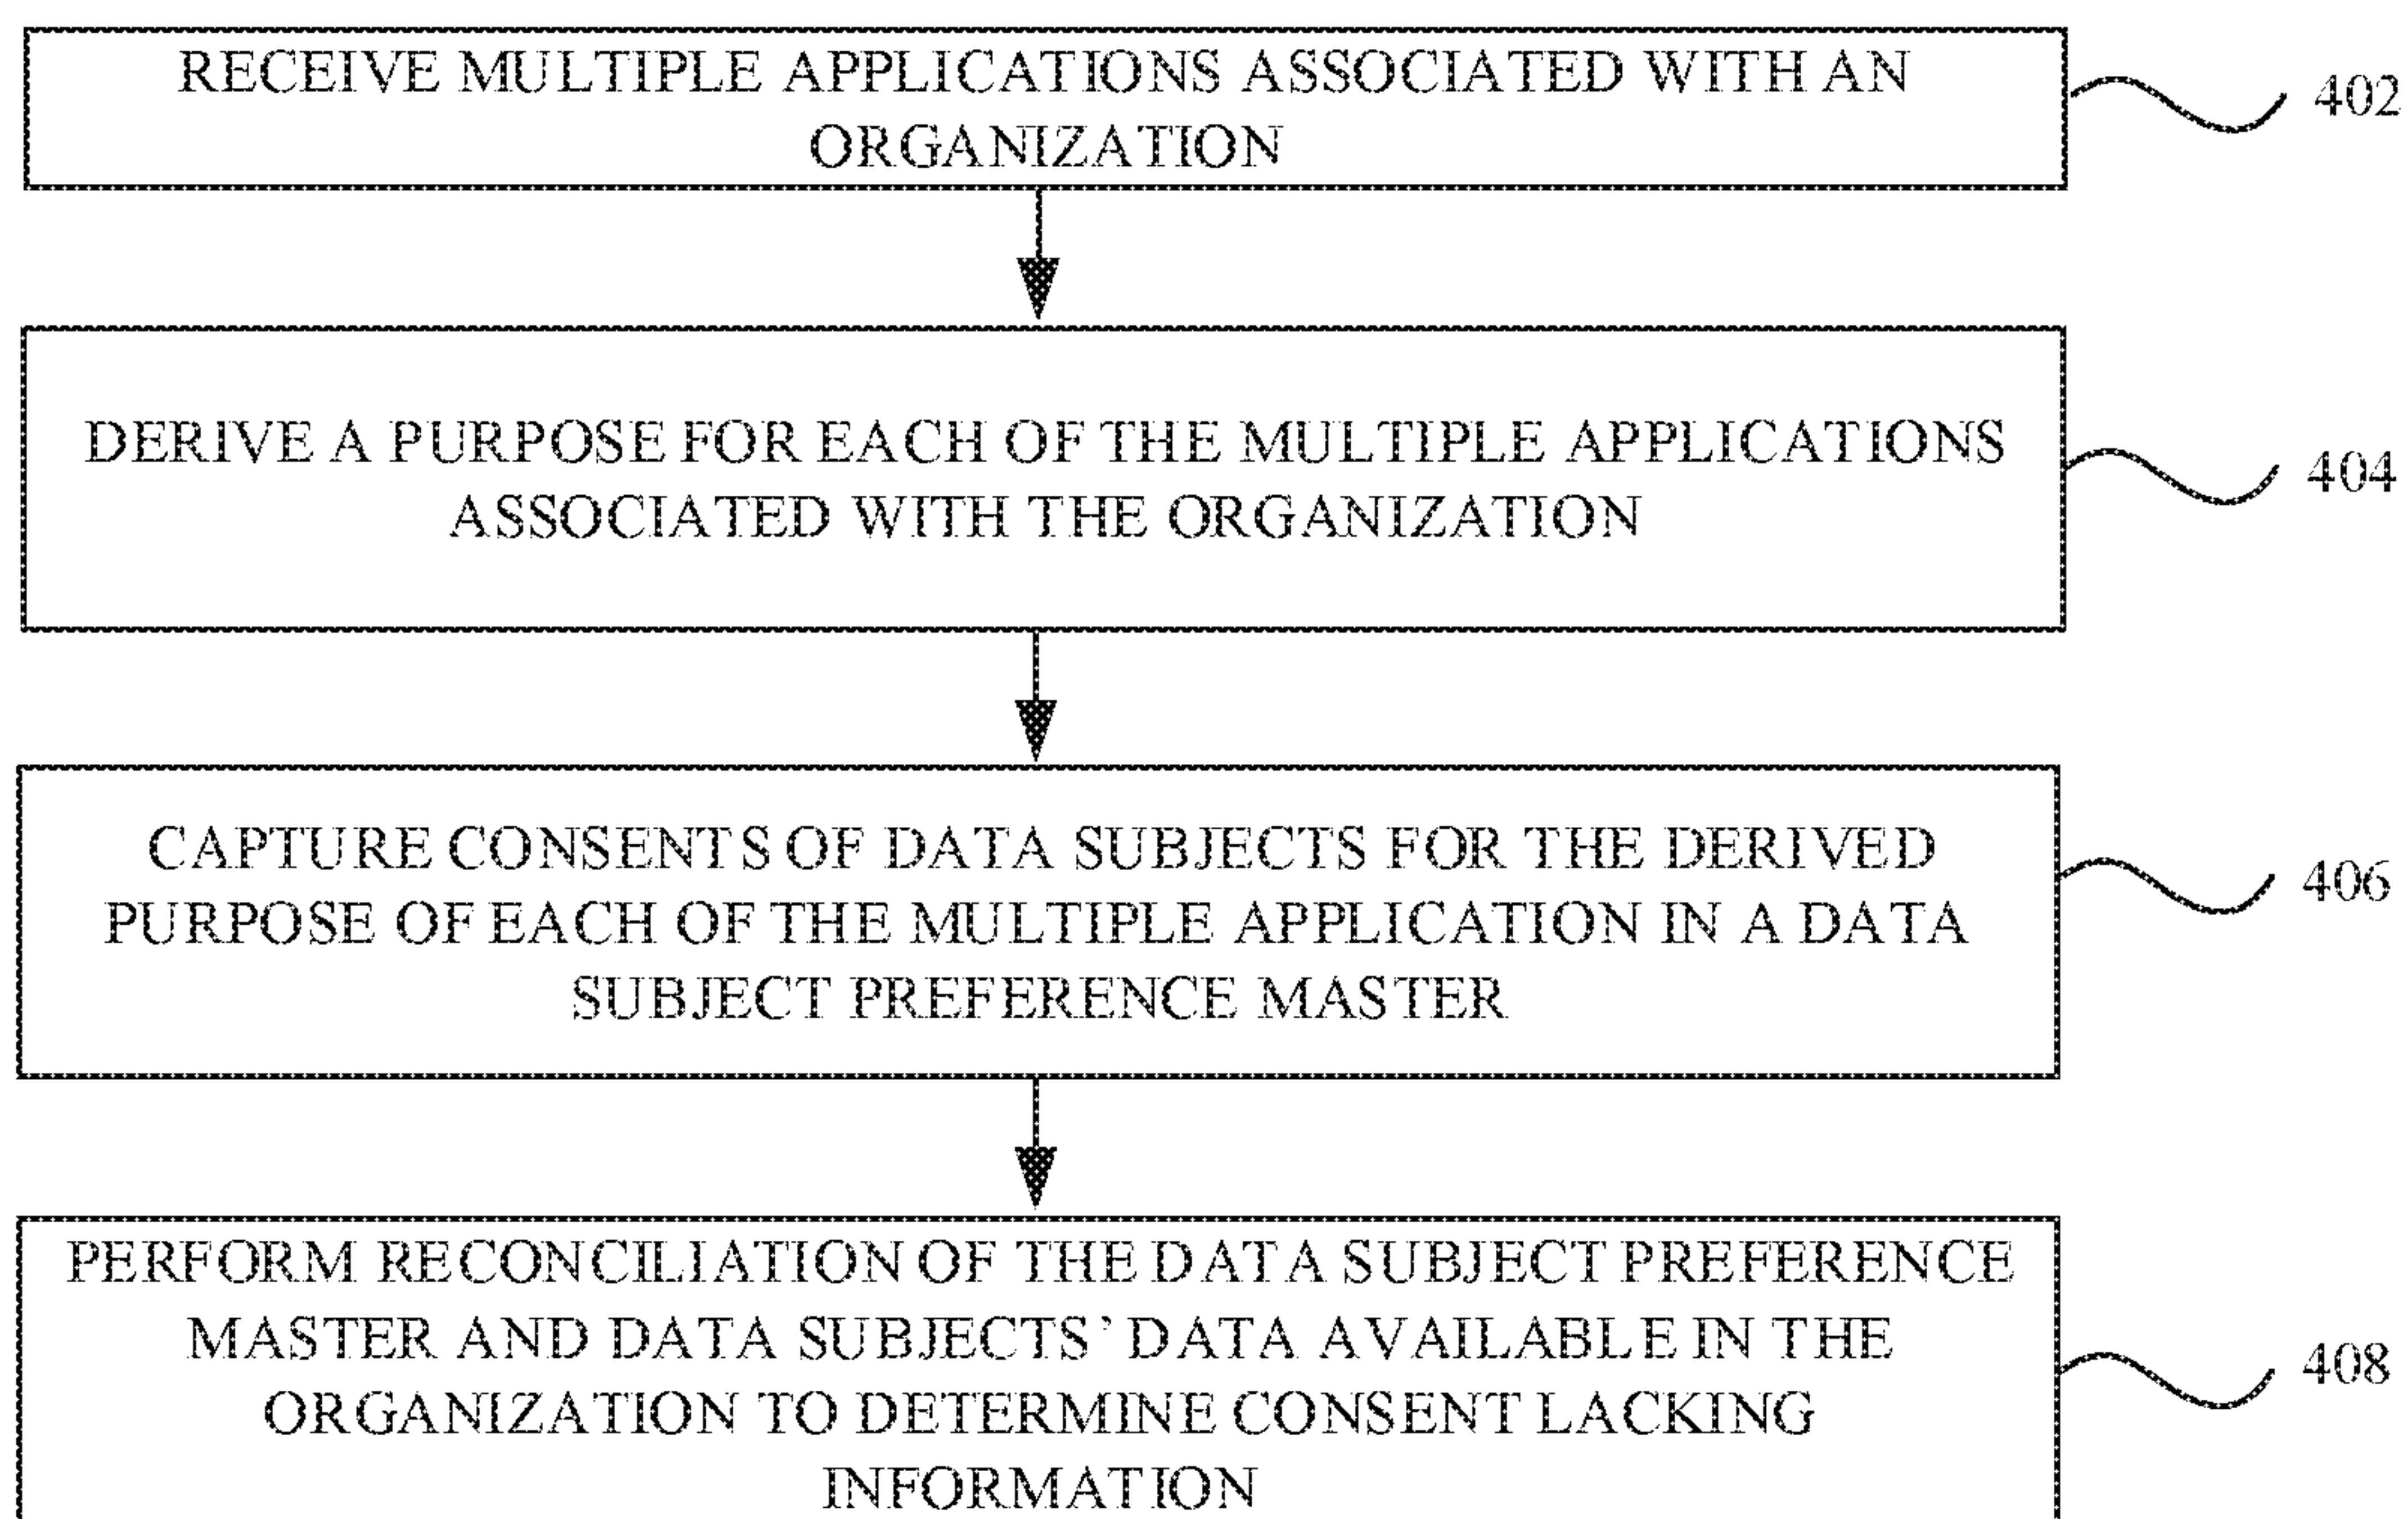 RECEIVE MULTIPLE APPLICATIONS ASSOCIATED WITH AN
ORGANIZATION
402
DERIVE A PURPOSE FOR EACH OF THE MULTIPLE APPLICATIONS
ASSOCIATED WITH THE ORGANIZATION
404
CAPTURE CONSENTS OF DATA SUBJECTS FOR THE DERIVED
PURPOSE OF EACH OF THE MULTIPLE APPLICATION IN A DATA
SUBJECT PREFERENCE MASTER
406
PERFORM RECONCILIATION OF THE DATA SUBJECT PREFERENCE
MASTER AND DATA SUBJECTS' DATA AVAILABLE IN THE
ORGANIZATION TO DETERMINE CONSENT LACKING
INFORMATION
408